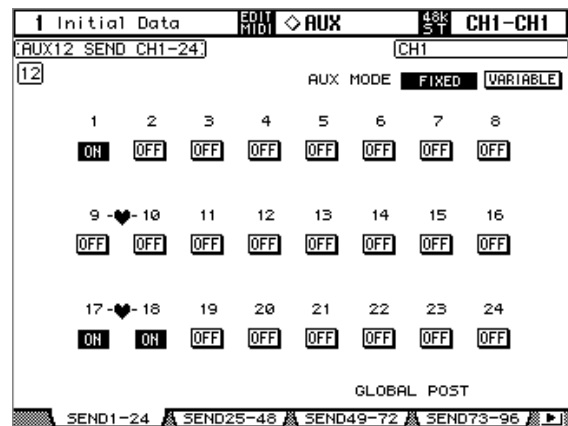 1 Initial Data EDIT MIDI ◇ AUX 48k ST CH1-CH1
AUX12 SEND CH1-24 CH1
12 AUX MODE FIXED VARIABLE
1 2 3 4 5 6 7 8
ON OFF OFF OFF OFF OFF OFF OFF
9 -♥- 10 11 12 13 14 15 16
OFF OFF OFF OFF OFF OFF OFF OFF
17 -♥- 18 19 20 21 22 23 24
ON ON OFF OFF OFF OFF OFF OFF
GLOBAL POST
SEND1-24 SEND25-48 SEND49-72 SEND73-96